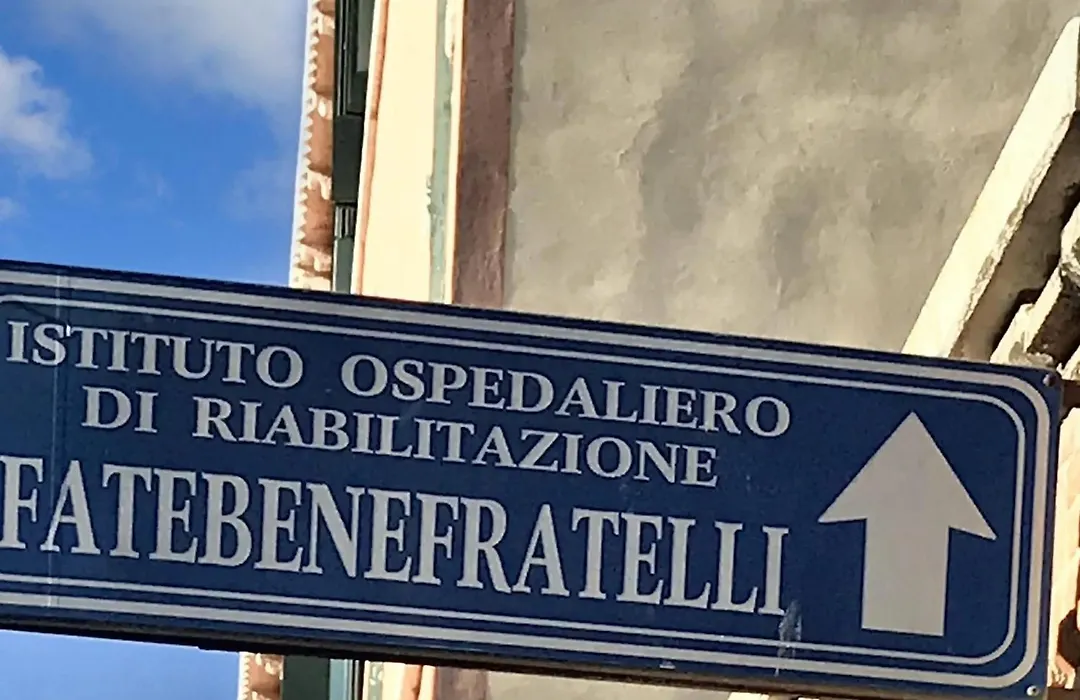 ISTITUTO OSPEDALIERO
DI RIABILITAZIONE
FATEBENEFRATELLI